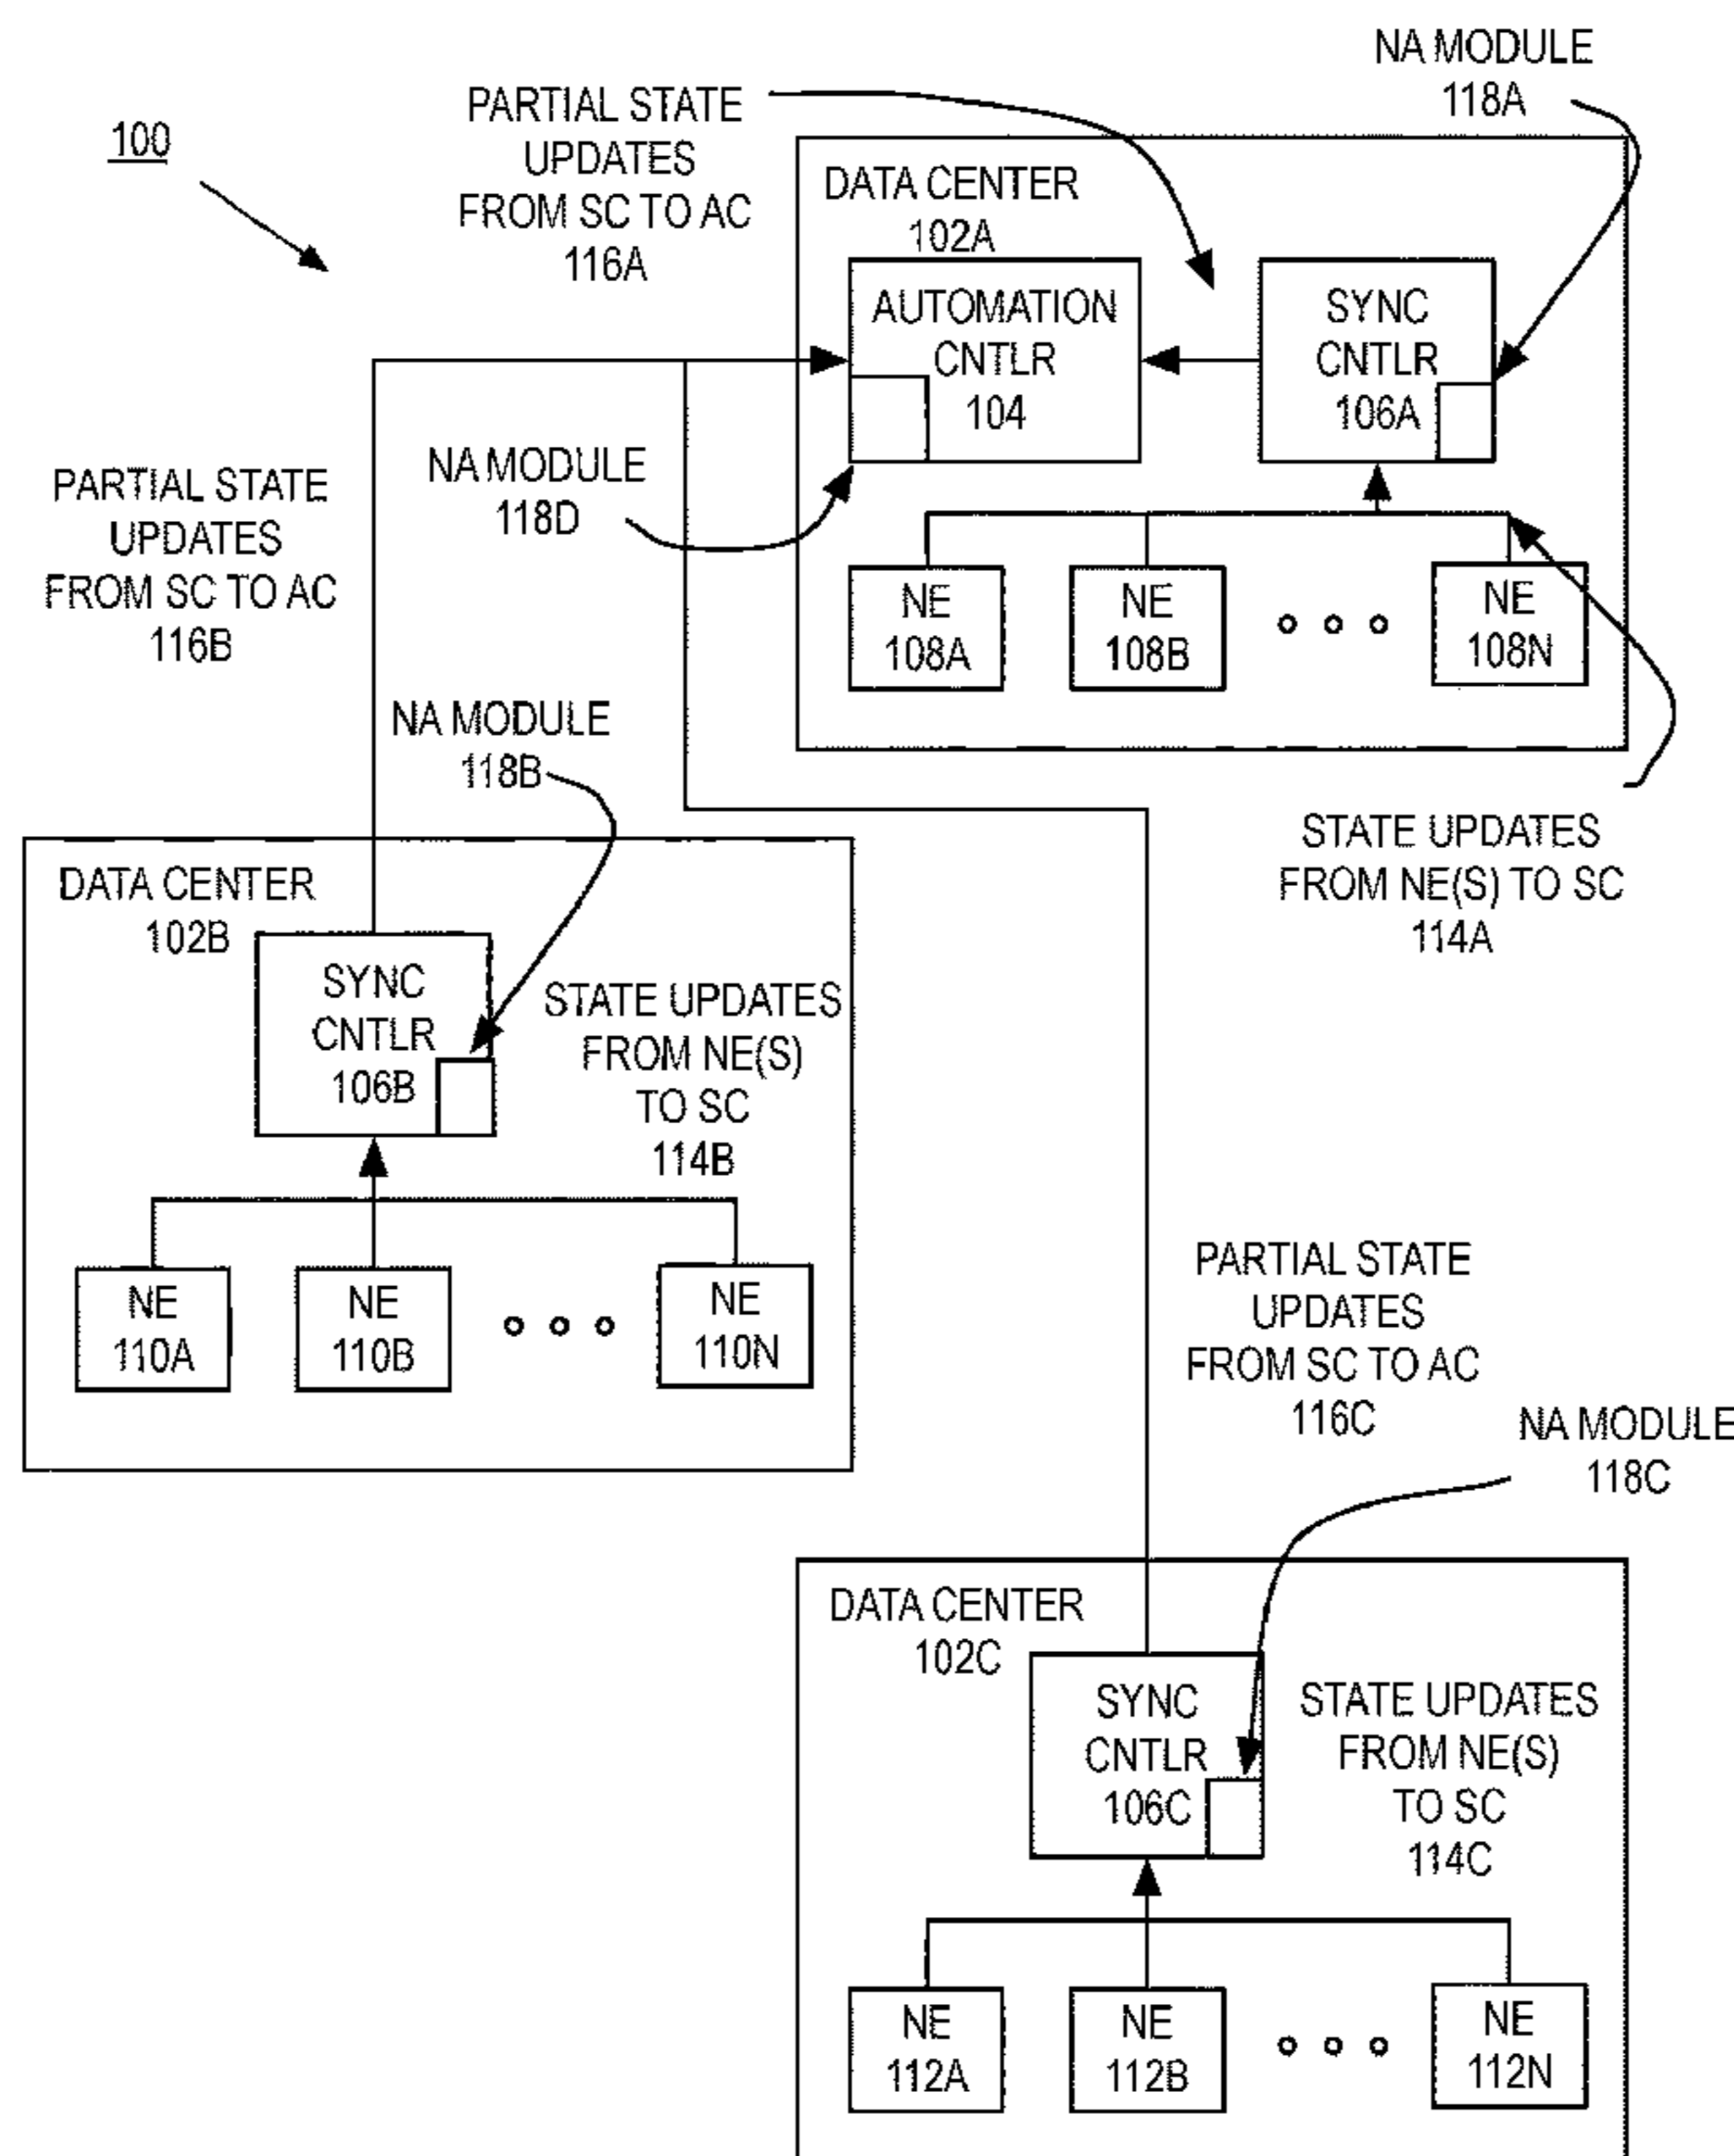 100
PARTIAL STATE
UPDATES
FROM SC TO AC
116A
NA MODULE
118A
DATA CENTER
102A
AUTOMATION
CNTLR
104
SYNC
CNTLR
106A
NA MODULE
118D
NE
108A
NE
108B
NE
108N
PARTIAL STATE
UPDATES
FROM SC TO AC
116B
NA MODULE
118B
STATE UPDATES
FROM NE(S) TO SC
114A
DATA CENTER
102B
SYNC
CNTLR
106B
STATE UPDATES
FROM NE(S)
TO SC
114B
NE
110A
NE
110B
NE
110N
PARTIAL STATE
UPDATES
FROM SC TO AC
116C
NA MODULE
118C
DATA CENTER
102C
SYNC
CNTLR
106C
STATE UPDATES
FROM NE(S)
TO SC
114C
NE
112A
NE
112B
NE
112N